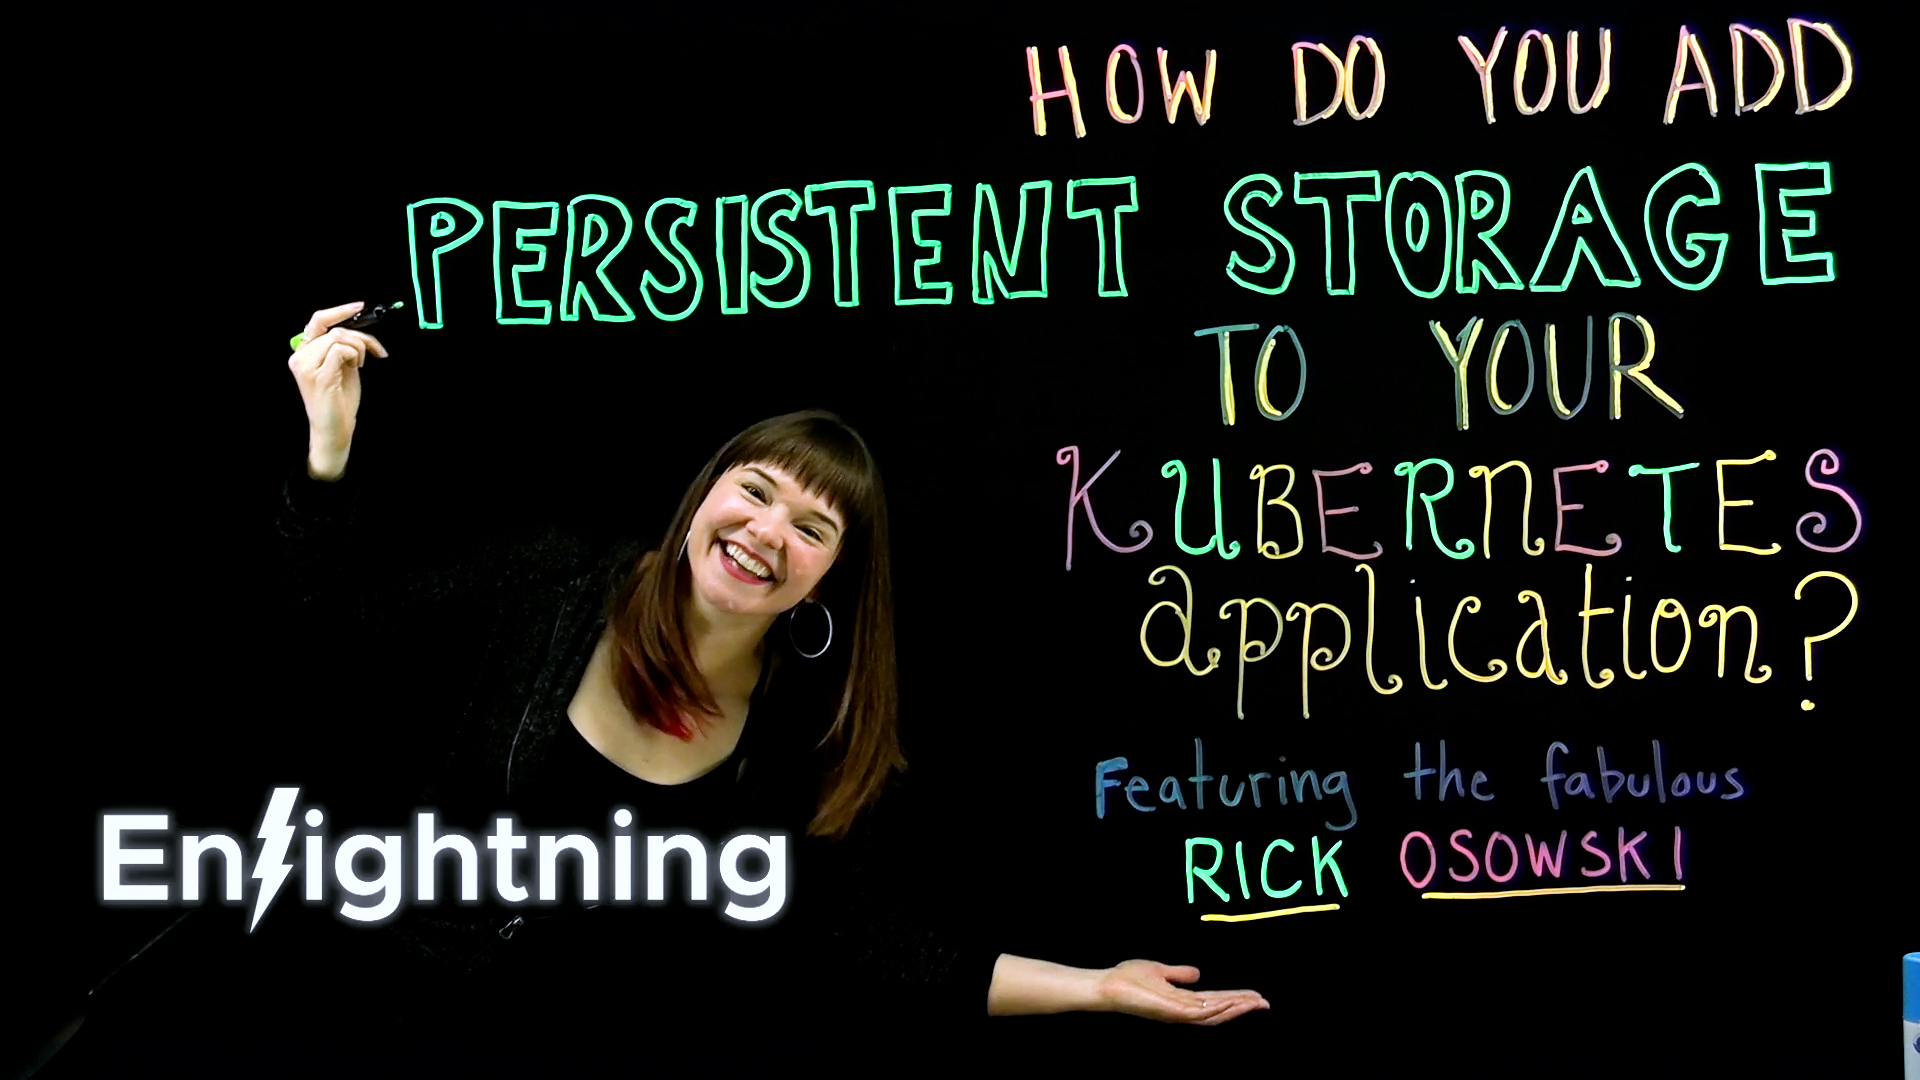 HOW DO YOU ADD
PERSISTENT STORAGE
TO YOUR
KUBERNETES
application?
Featuring the fabulous
RICK OSOWSKI
Enlightning